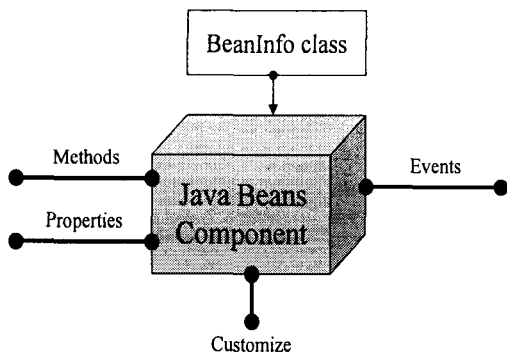 BeanInfo class
Methods
Events
Java Beans
Component
Properties
Customize